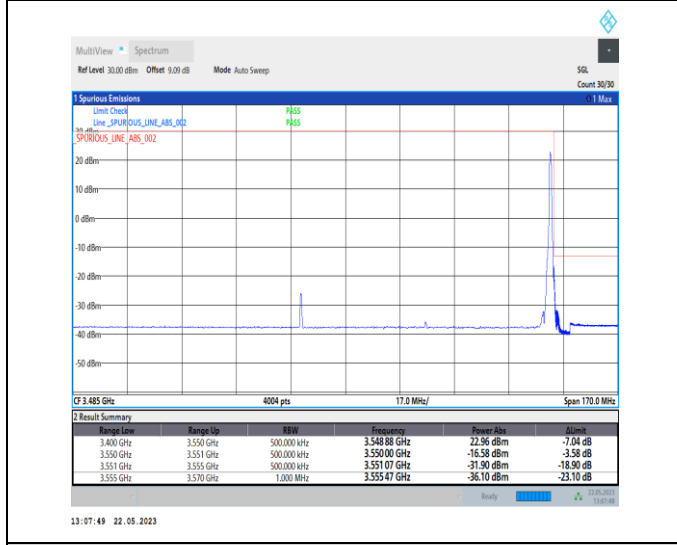 MultiView Spectrum
Ref Level 30.00 dBm Offset 9.09 dB Mode Auto Sweep SGL
Count 30/30
1 Spurious Emissions 1 Max
Limit Check PASS
Line _SPURIOUS_LINE_ABS_002 PASS
_SPURIOUS_LINE_ABS_002
20 dBm
10 dBm
0 dBm
-10 dBm
-20 dBm
-30 dBm
-40 dBm
-50 dBm
CF 3.485 GHz 4004 pts 17.0 MHz/ Span 170.0 MHz
2 Result Summary
Range Low Range Up RBW Frequency Power Abs ΔLimit
3.400 GHz 3.550 GHz 500.000 kHz 3.548 88 GHz 22.96 dBm -7.04 dB
3.550 GHz 3.551 GHz 500.000 kHz 3.550 00 GHz -16.58 dBm -3.58 dB
3.551 GHz 3.555 GHz 500.000 kHz 3.551 07 GHz -31.90 dBm -18.90 dB
3.555 GHz 3.570 GHz 1.000 MHz 3.555 47 GHz -36.10 dBm -23.10 dB
Ready 22.05.2023
13:07:48
13:07:49 22.05.2023